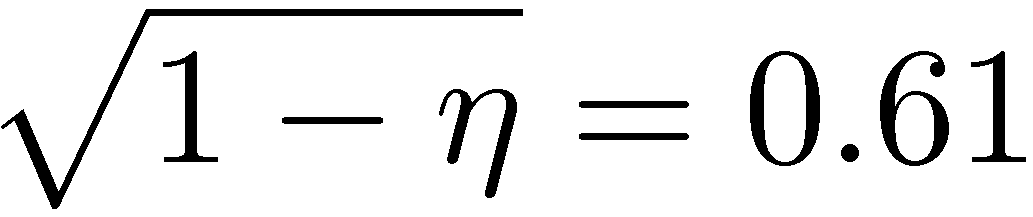 √(1 − η) = 0.61